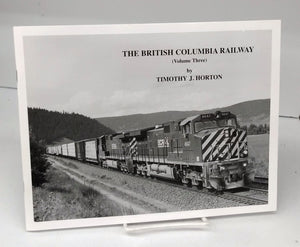 THE BRITISH COLUMBIA RAILWAY
(Volume Three)
by
TIMOTHY J. HORTON